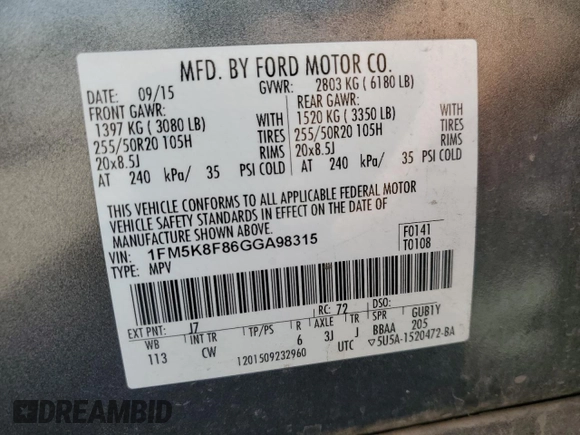 MFD. BY FORD MOTOR CO.
DATE: 09/15 GVWR: 2803 KG ( 6180 LB)
FRONT GAWR: REAR GAWR:
1397 KG ( 3080 LB) WITH 1520 KG ( 3350 LB) WITH
255/50R20 105H TIRES 255/50R20 105H TIRES
20x8.5J RIMS 20x8.5J RIMS
AT 240 kPa/ 35 PSI COLD AT 240 kPa/ 35 PSI COLD
THIS VEHICLE CONFORMS TO ALL APPLICABLE FEDERAL MOTOR
VEHICLE SAFETY STANDARDS IN EFFECT ON THE DATE OF
MANUFACTURE SHOWN ABOVE.
VIN: 1FM5K8F86GGA98315 F0141
TYPE: MPV T0108
EXT PNT: J7 RC: 72 DSO:
WB INT TR TP/PS R AXLE TR SPR GUB1Y
113 CW 6 3J J BBAA 205
1201509232960 UTC ▽5U5A-1520472-BA
DREAMBID